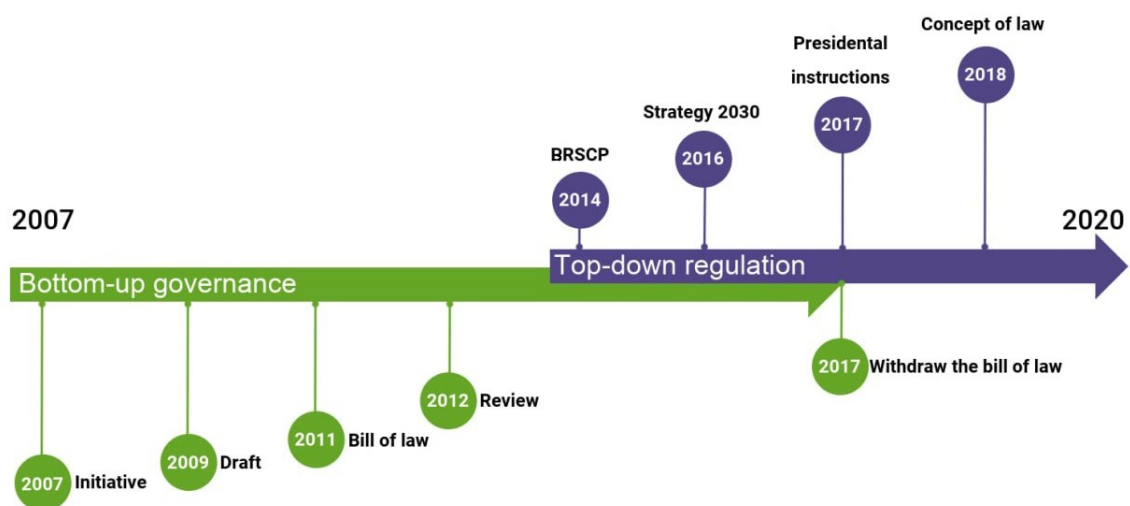 Concept of law
2018
Presidental
instructions
2017
Strategy 2030
2016
BRSCP
2014
2007
2020
Top-down regulation
Bottom-up governance
2017 Withdraw the bill of law
2012 Review
2011 Bill of law
2009 Draft
2007 Initiative